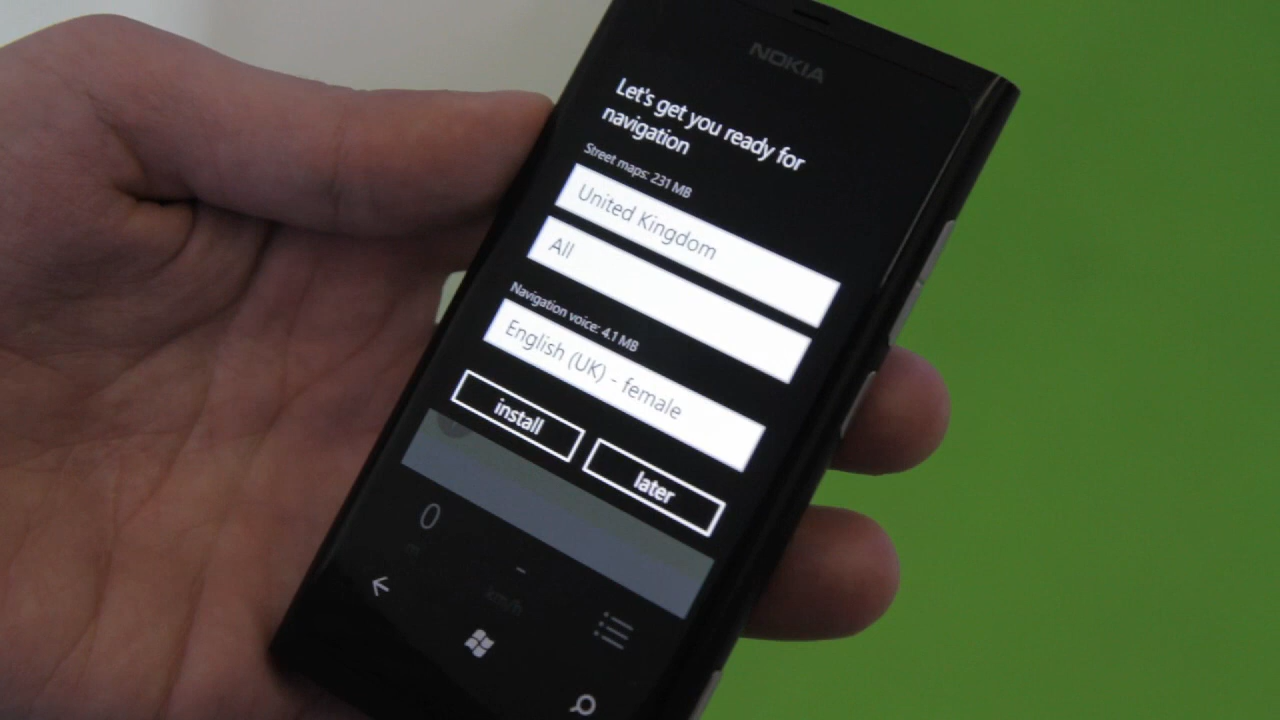 NOKIA
Let's get you ready for
navigation
Street maps: 231 MB
United Kingdom
All
Navigation voice: 4.1 MB
English (UK) - female
install
later
0
m
-
km/h